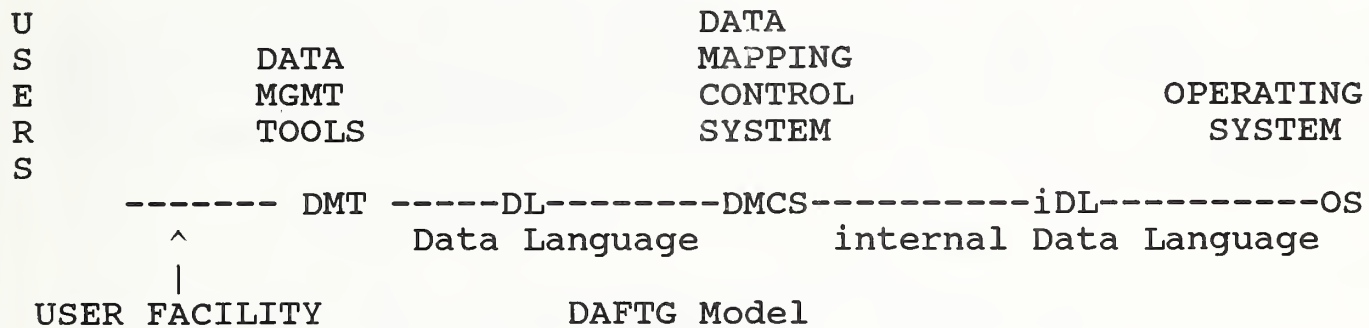 U DATA
S DATA MAPPING
E MGMT CONTROL OPERATING
R TOOLS SYSTEM SYSTEM
S
------- DMT -----DL--------DMCS----------iDL----------OS
^ Data Language internal Data Language
|
USER FACILITY DAFTG Model